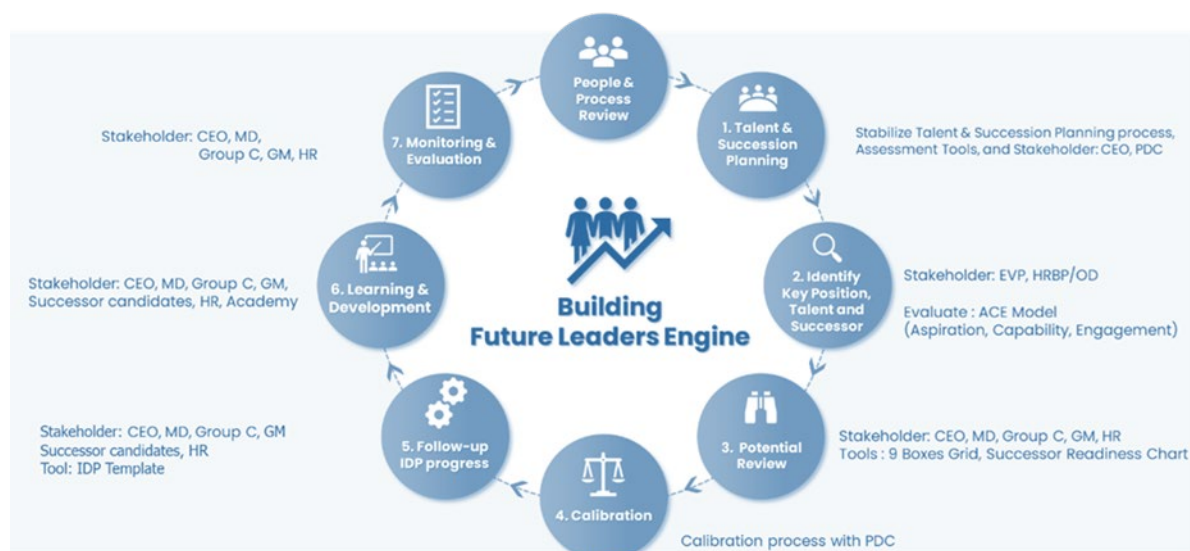 People &
Process
Review
1. Talent &
Succession
Planning
Stabilize Talent & Succession Planning process,
Assessment Tools, and Stakeholder: CEO, PDC
2. Identify
Key Position,
Talent and
Successor
Stakeholder: EVP, HRBP/OD
Evaluate : ACE Model
(Aspiration, Capability, Engagement)
3. Potential
Review
Stakeholder: CEO, MD, Group C, GM, HR
Tools : 9 Boxes Grid, Successor Readiness Chart
4. Calibration
Calibration process with PDC
5. Follow-up
IDP progress
Stakeholder: CEO, MD, Group C, GM
Successor candidates, HR
Tool: IDP Template
6. Learning &
Development
Stakeholder: CEO, MD, Group C, GM,
Successor candidates, HR, Academy
7. Monitoring &
Evaluation
Stakeholder: CEO, MD,
Group C, GM, HR
Building
Future Leaders Engine